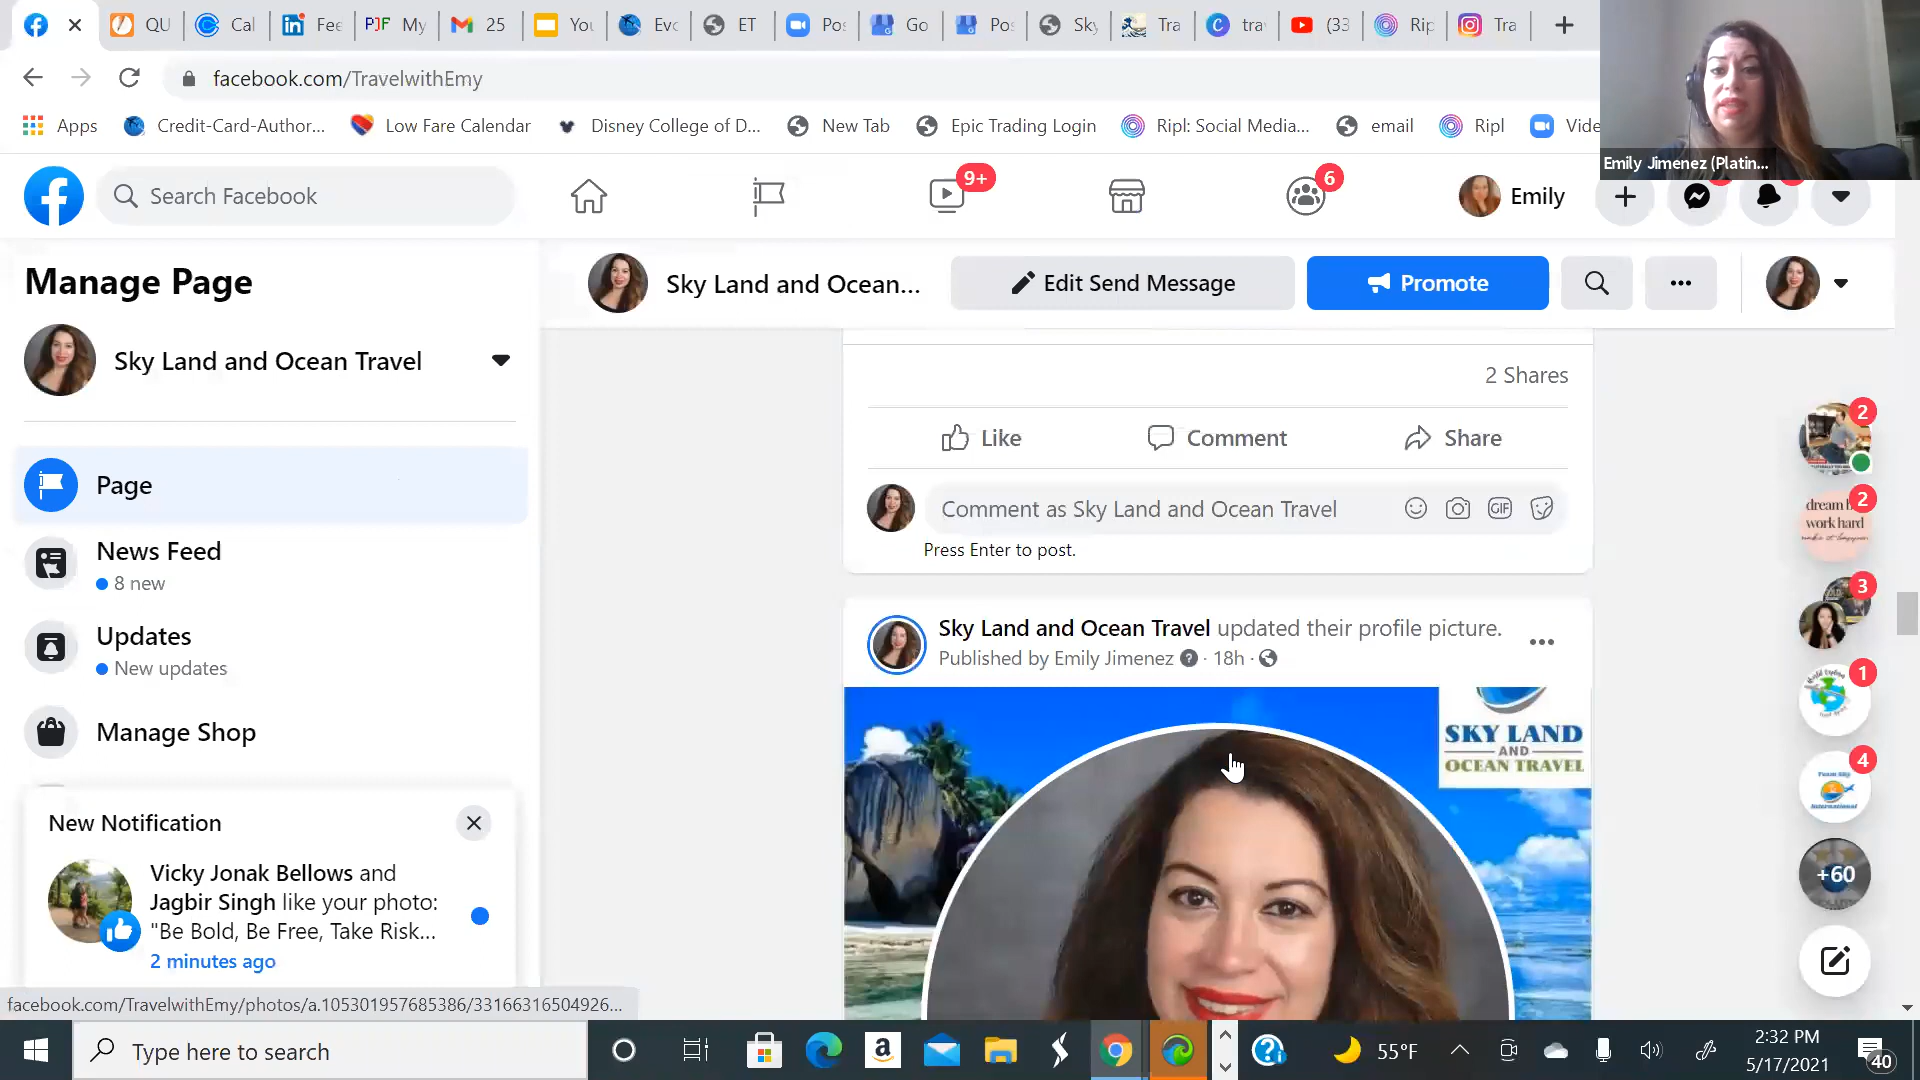 QU
Cal
Fee
PJF My
25
You
Evo
ET
Pos
Go
Pos
Sky
Tra
C tra
(33
Rip
Tra
facebook.com/TravelwithEmy
Apps
Credit-Card-Author...
Low Fare Calendar
Disney College of D...
New Tab
Epic Trading Login
Ripl: Social Media...
email
Ripl
Vide
Emily Jimenez (Platin...
Search Facebook
9+
6
Emily
Manage Page
Sky Land and Ocean...
Edit Send Message
Promote
Sky Land and Ocean Travel
2 Shares
Like
Comment
Share
Page
Comment as Sky Land and Ocean Travel
GIF
Press Enter to post.
News Feed
8 new
Updates
New updates
Manage Shop
Sky Land and Ocean Travel updated their profile picture.
Published by Emily Jimenez
· 18h ·
SKY LAND
AND
OCEAN TRAVEL
New Notification
Vicky Jonak Bellows and
Jagbir Singh like your photo:
"Be Bold, Be Free, Take Risk...
2 minutes ago
2
2
work hard
3
1
4
Team Sky
International
+60
facebook.com/TravelwithEmy/photos/a.105301957685386/33166316504926...
Type here to search
a
55°F
2:32 PM
5/17/2021
40